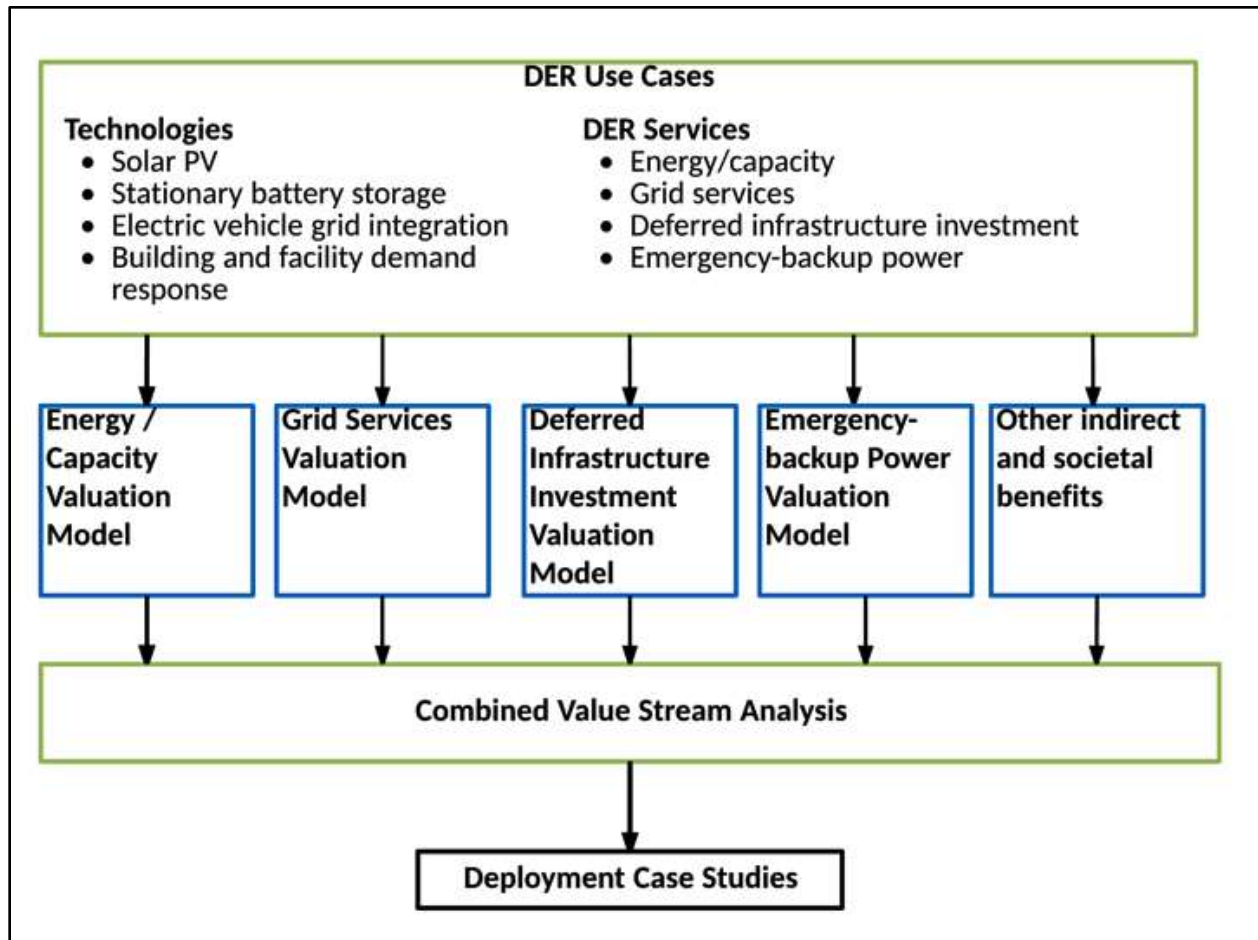 DER Use Cases
Technologies
• Solar PV
• Stationary battery storage
• Electric vehicle grid integration
• Building and facility demand
response
DER Services
• Energy/capacity
• Grid services
• Deferred infrastructure investment
• Emergency-backup power
Energy /
Capacity
Valuation
Model
Grid Services
Valuation
Model
Deferred
Infrastructure
Investment
Valuation
Model
Emergency-
backup Power
Valuation
Model
Other indirect
and societal
benefits
Combined Value Stream Analysis
Deployment Case Studies